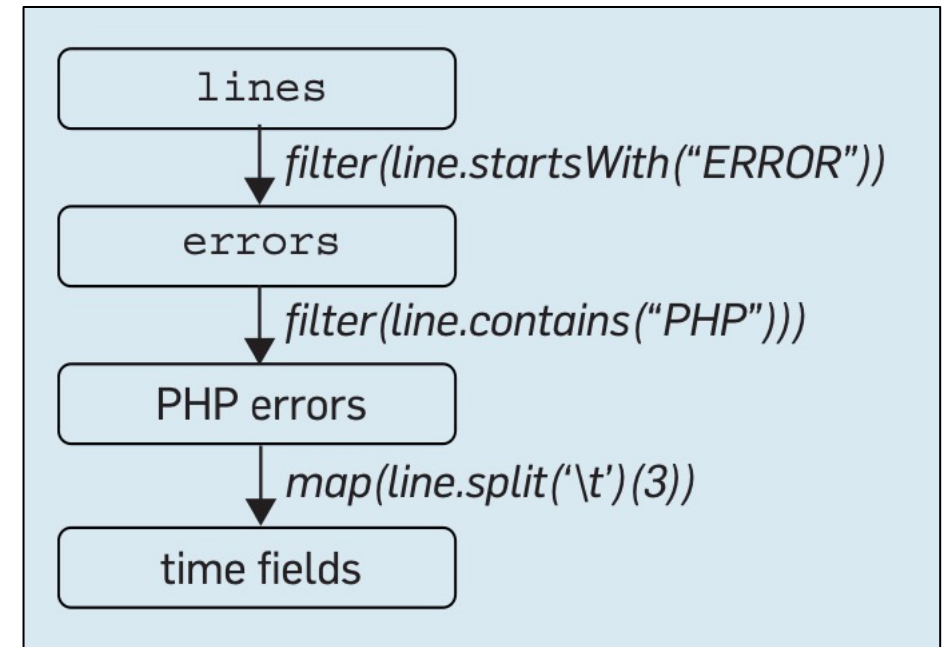 lines
filter(line.startsWith(“ERROR”))
errors
filter(line.contains(“PHP”)))
PHP errors
map(line.split(‘\t’)(3))
time fields